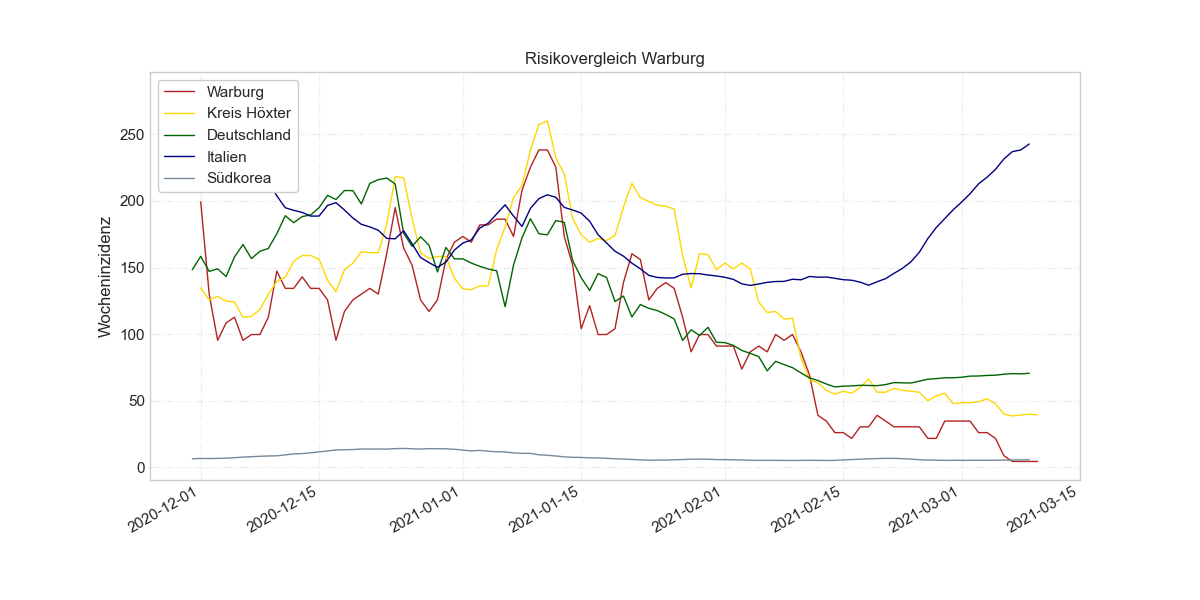 Risikovergleich Warburg
Warburg
Kreis Höxter
Deutschland
Italien
Südkorea
Wocheninzidenz
250
200
150
100
50
0
2020-12-01
2020-12-15
2021-01-01
2021-01-15
2021-02-01
2021-02-15
2021-03-01
2021-03-15